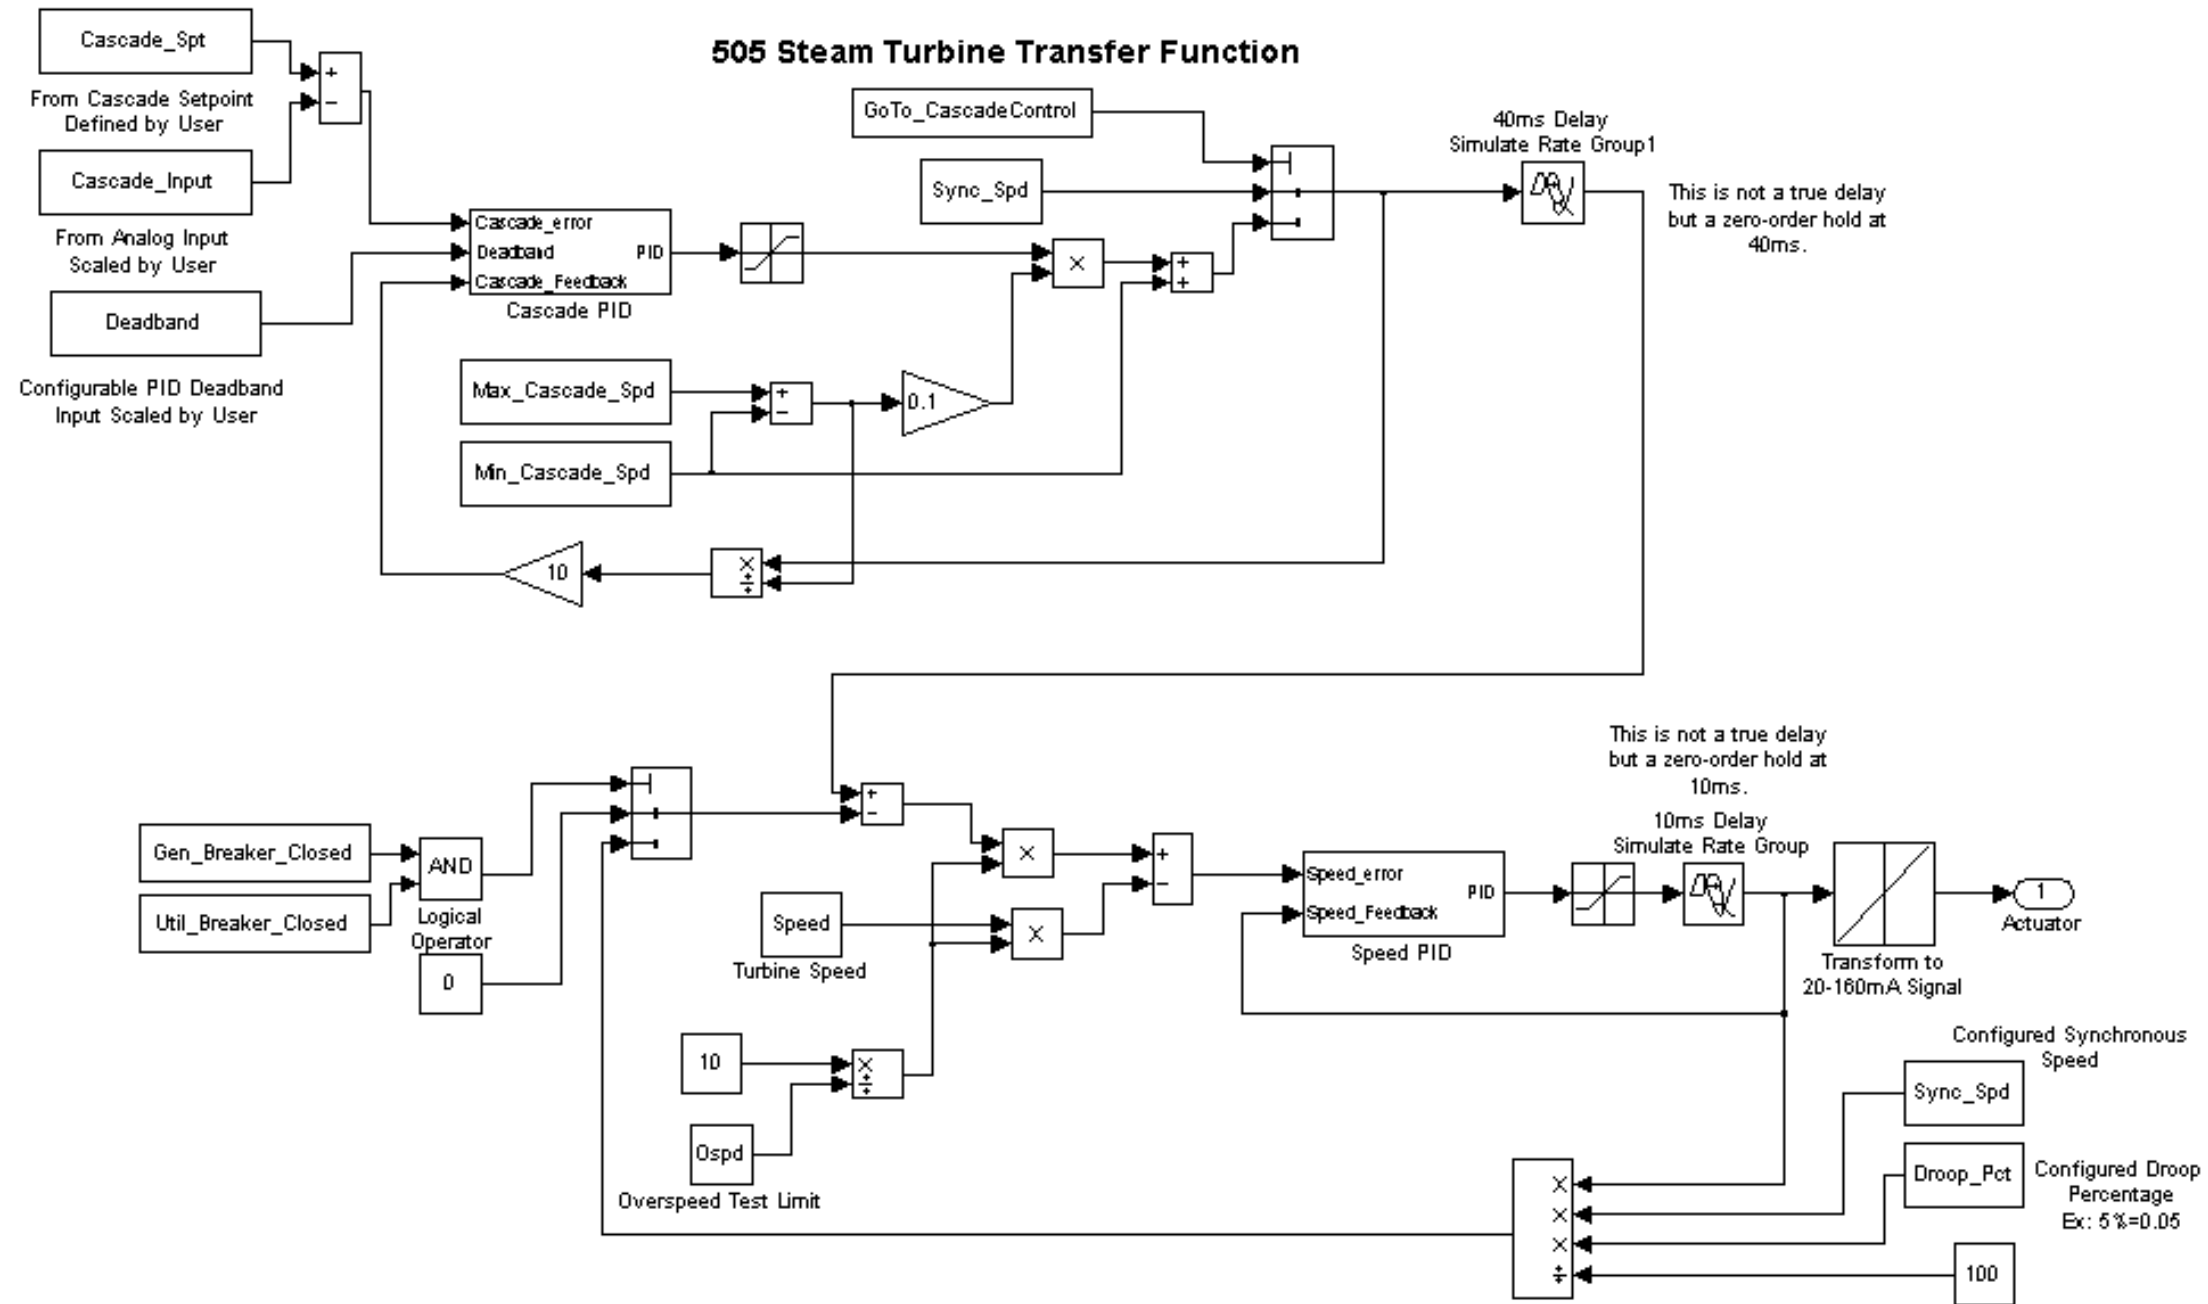 505 Steam Turbine Transfer Function
Cascade_Spt
+
−
From Cascade Setpoint
Defined by User
Cascade_Input
From Analog Input
Scaled by User
Deadband
Configurable PID Deadband
Input Scaled by User
Cascade_error
Deadband
Cascade_Feedback
PID
Cascade PID
GoTo_CascadeControl
Sync_Spd
×
+
+
40ms Delay
Simulate Rate Group1
This is not a true delay
but a zero-order hold at
40ms.
Max_Cascade_Spd
+
−
0.1
Min_Cascade_Spd
10
×
÷
Gen_Breaker_Closed
Util_Breaker_Closed
AND
Logical
Operator
0
+
−
×
Speed
Turbine Speed
×
+
−
10
×
÷
Ospd
Overspeed Test Limit
Speed_error
Speed_Feedback
PID
Speed PID
This is not a true delay
but a zero-order hold at
10ms.
10ms Delay
Simulate Rate Group
Transform to
20-160mA Signal
1
Actuator
Configured Synchronous
Speed
Sync_Spd
Droop_Pct
Configured Droop
Percentage
Ex: 5%=0.05
×
×
×
÷
100